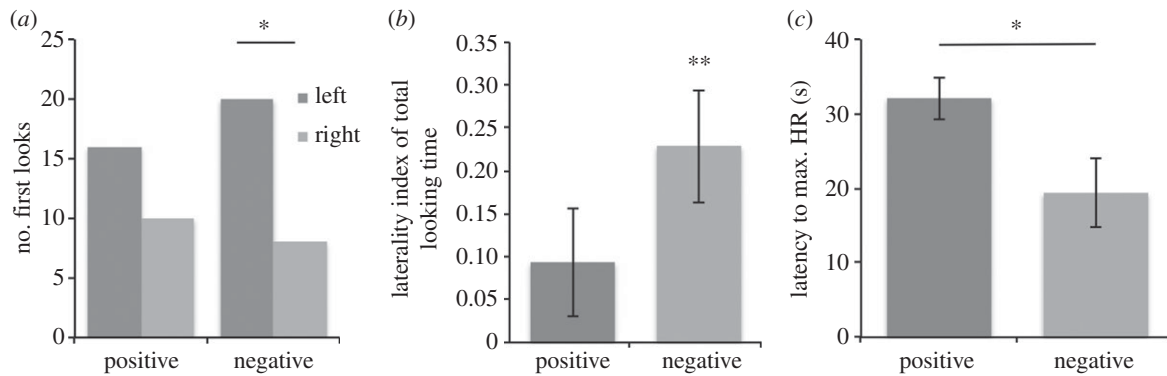 (a)
no. first looks
25
20
15
10
5
0
*
left
right
positive
negative
(b)
laterality index of total
looking time
0.35
0.30
0.25
0.20
0.15
0.10
0.05
0
**
positive
negative
(c)
latency to max. HR (s)
40
30
20
10
0
*
positive
negative